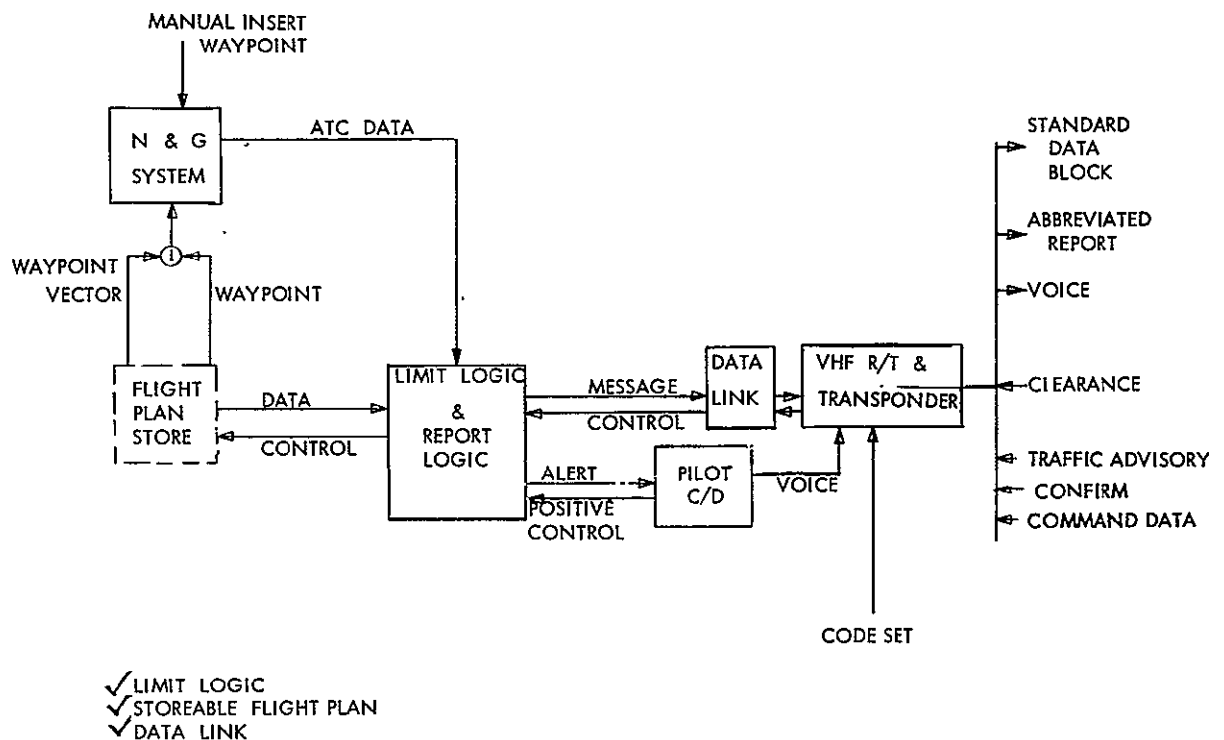 MANUAL INSERT
WAYPOINT
N & G
SYSTEM
ATC DATA
i
WAYPOINT
VECTOR
WAYPOINT
FLIGHT
PLAN
STORE
DATA
CONTROL
LIMIT LOGIC
&
REPORT
LOGIC
MESSAGE
CONTROL
ALERT
POSITIVE
CONTROL
DATA
LINK
PILOT
C/D
VOICE
VHF R/T &
TRANSPONDER
CODE SET
STANDARD
DATA
BLOCK
ABBREVIATED
REPORT
VOICE
CLEARANCE
TRAFFIC ADVISORY
CONFIRM
COMMAND DATA
✓ LIMIT LOGIC
✓ STOREABLE FLIGHT PLAN
✓ DATA LINK